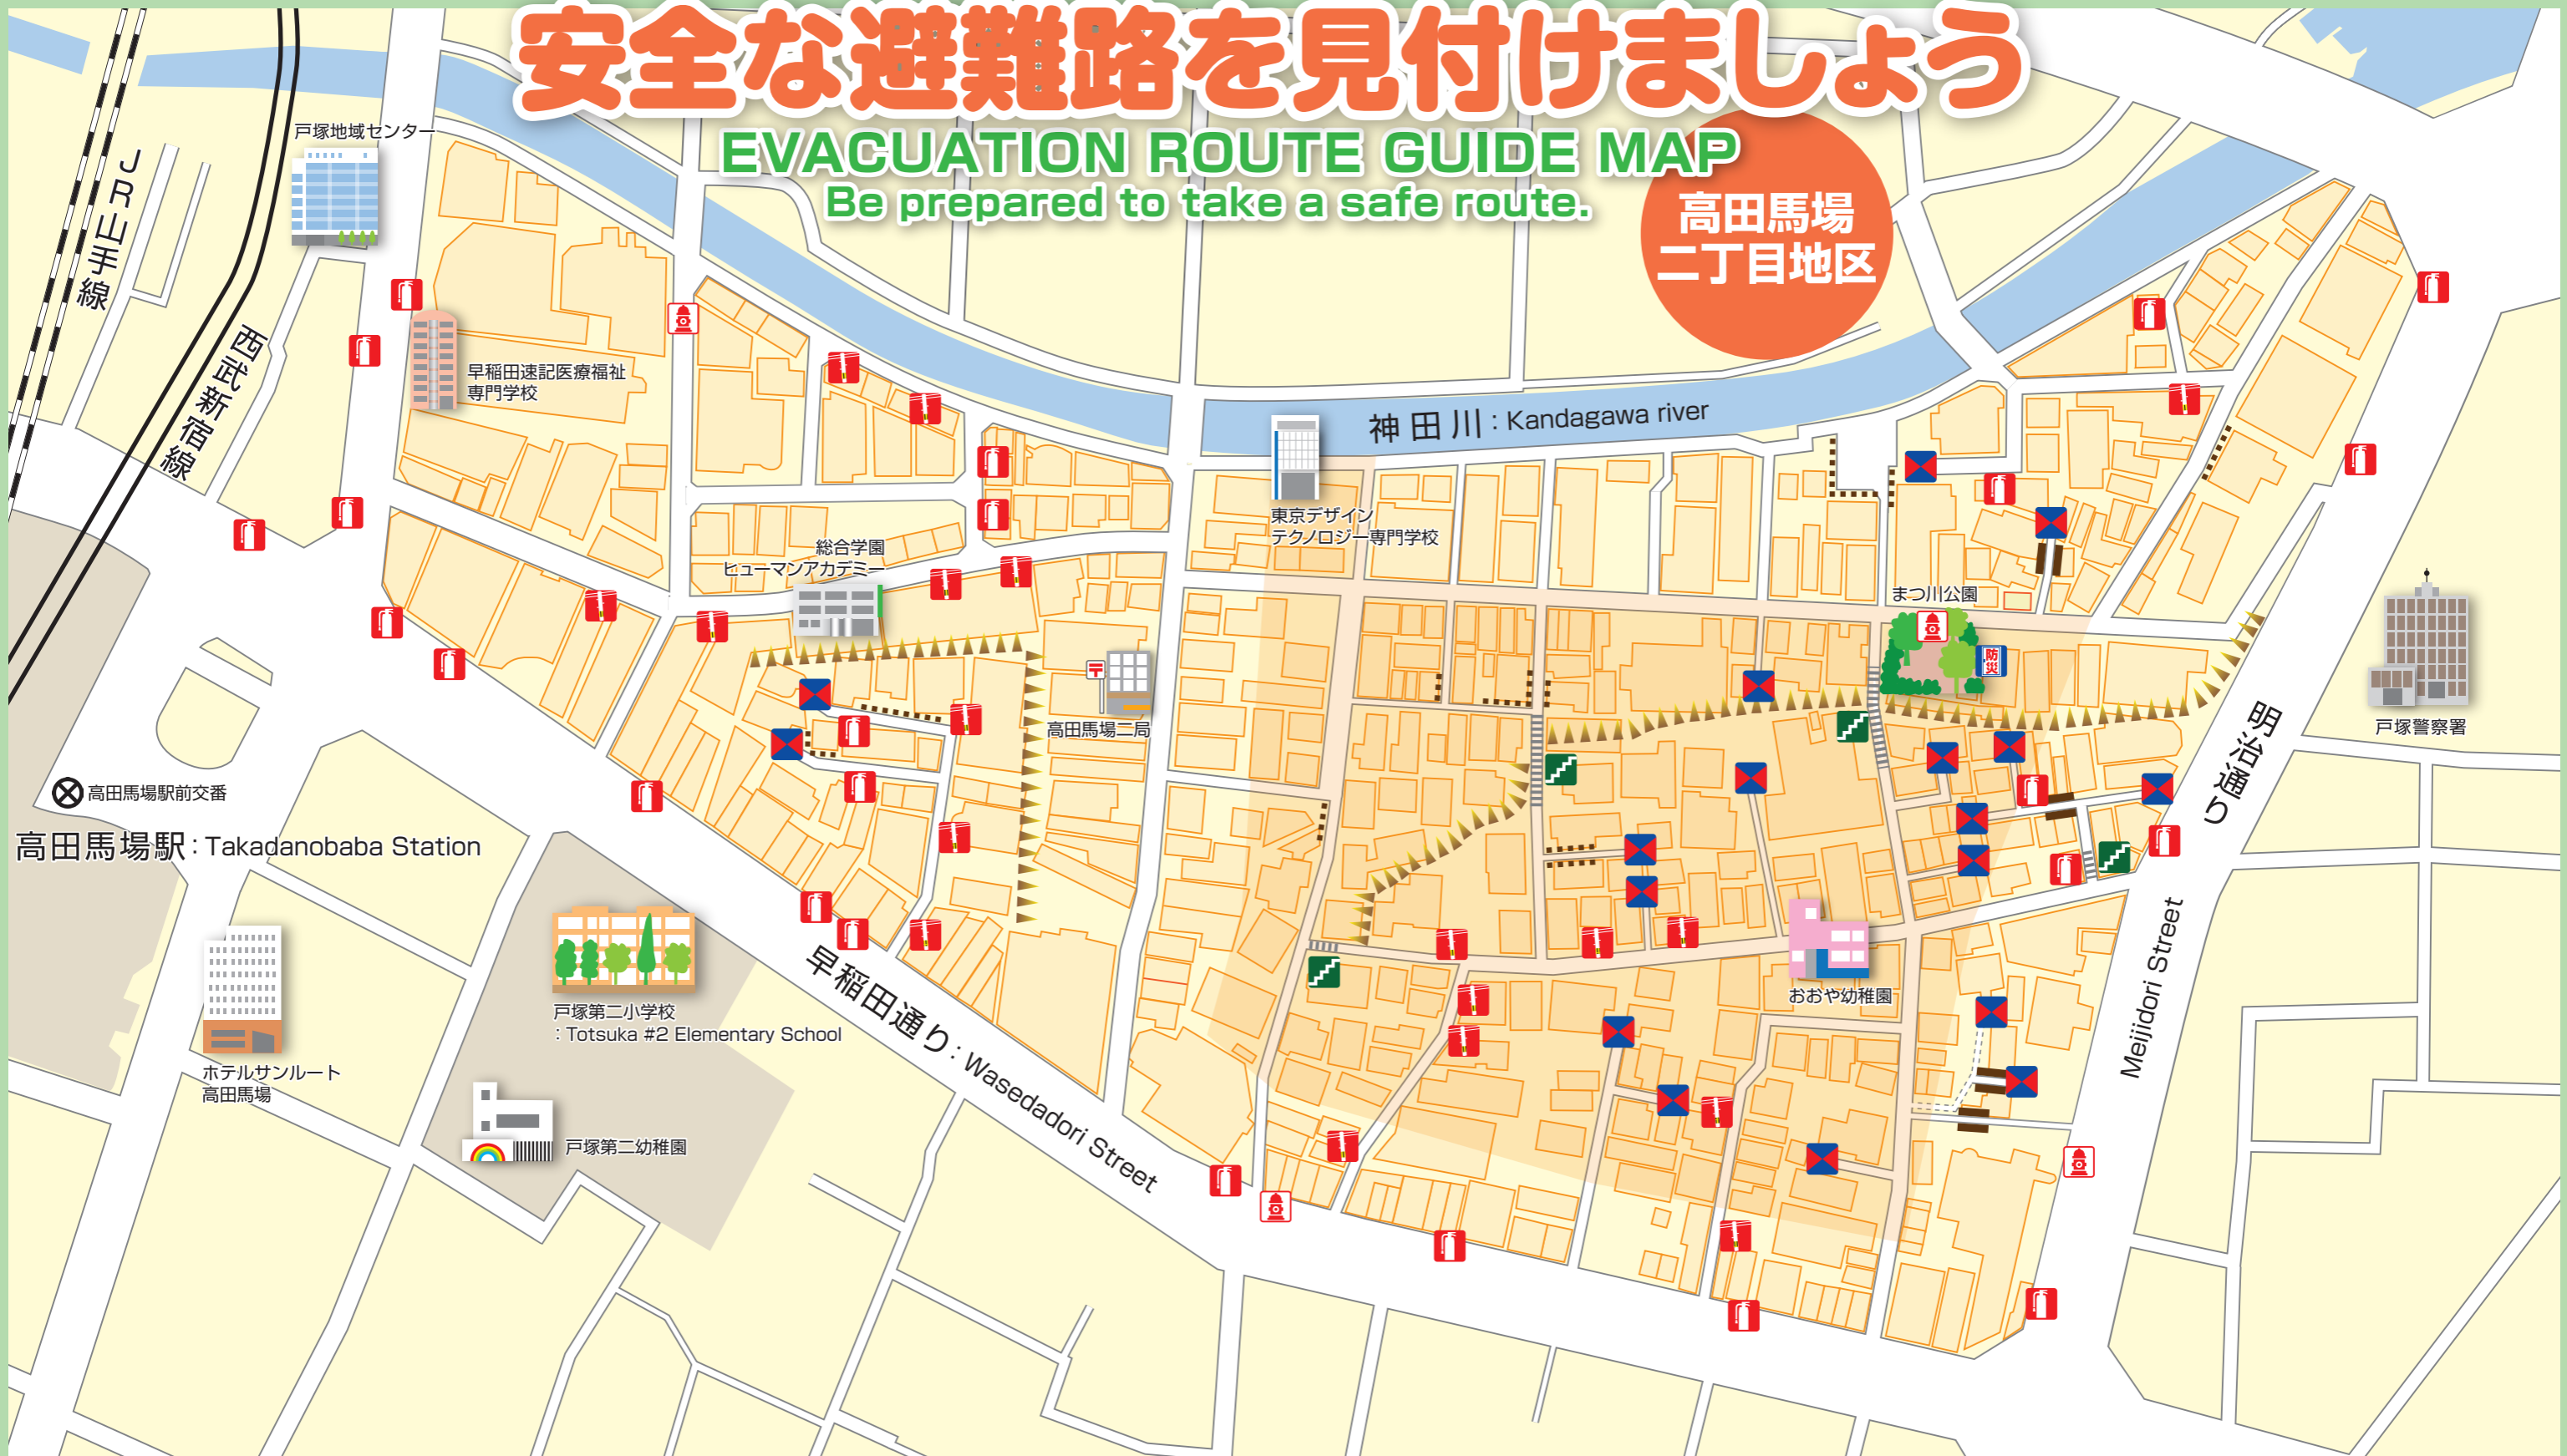 安全な避難路を見付けましょう
EVACUATION ROUTE GUIDE MAP
Be prepared to take a safe route.
高田馬場
二丁目地区
戸塚地域センター
JR山手線
西武新宿線
早稲田速記医療福祉
専門学校
神田川:Kandagawa river
東京デザイン
テクノロジー専門学校
総合学園
ヒューマンアカデミー
まつ川公園
防災
高田馬場二局
戸塚警察署
明治通り
Meijidori Street
高田馬場駅前交番
高田馬場駅:Takadanobaba Station
戸塚第二小学校
:Totsuka #2 Elementary School
早稲田通り:Wasedadori Street
おおや幼稚園
ホテルサンルート
高田馬場
戸塚第二幼稚園